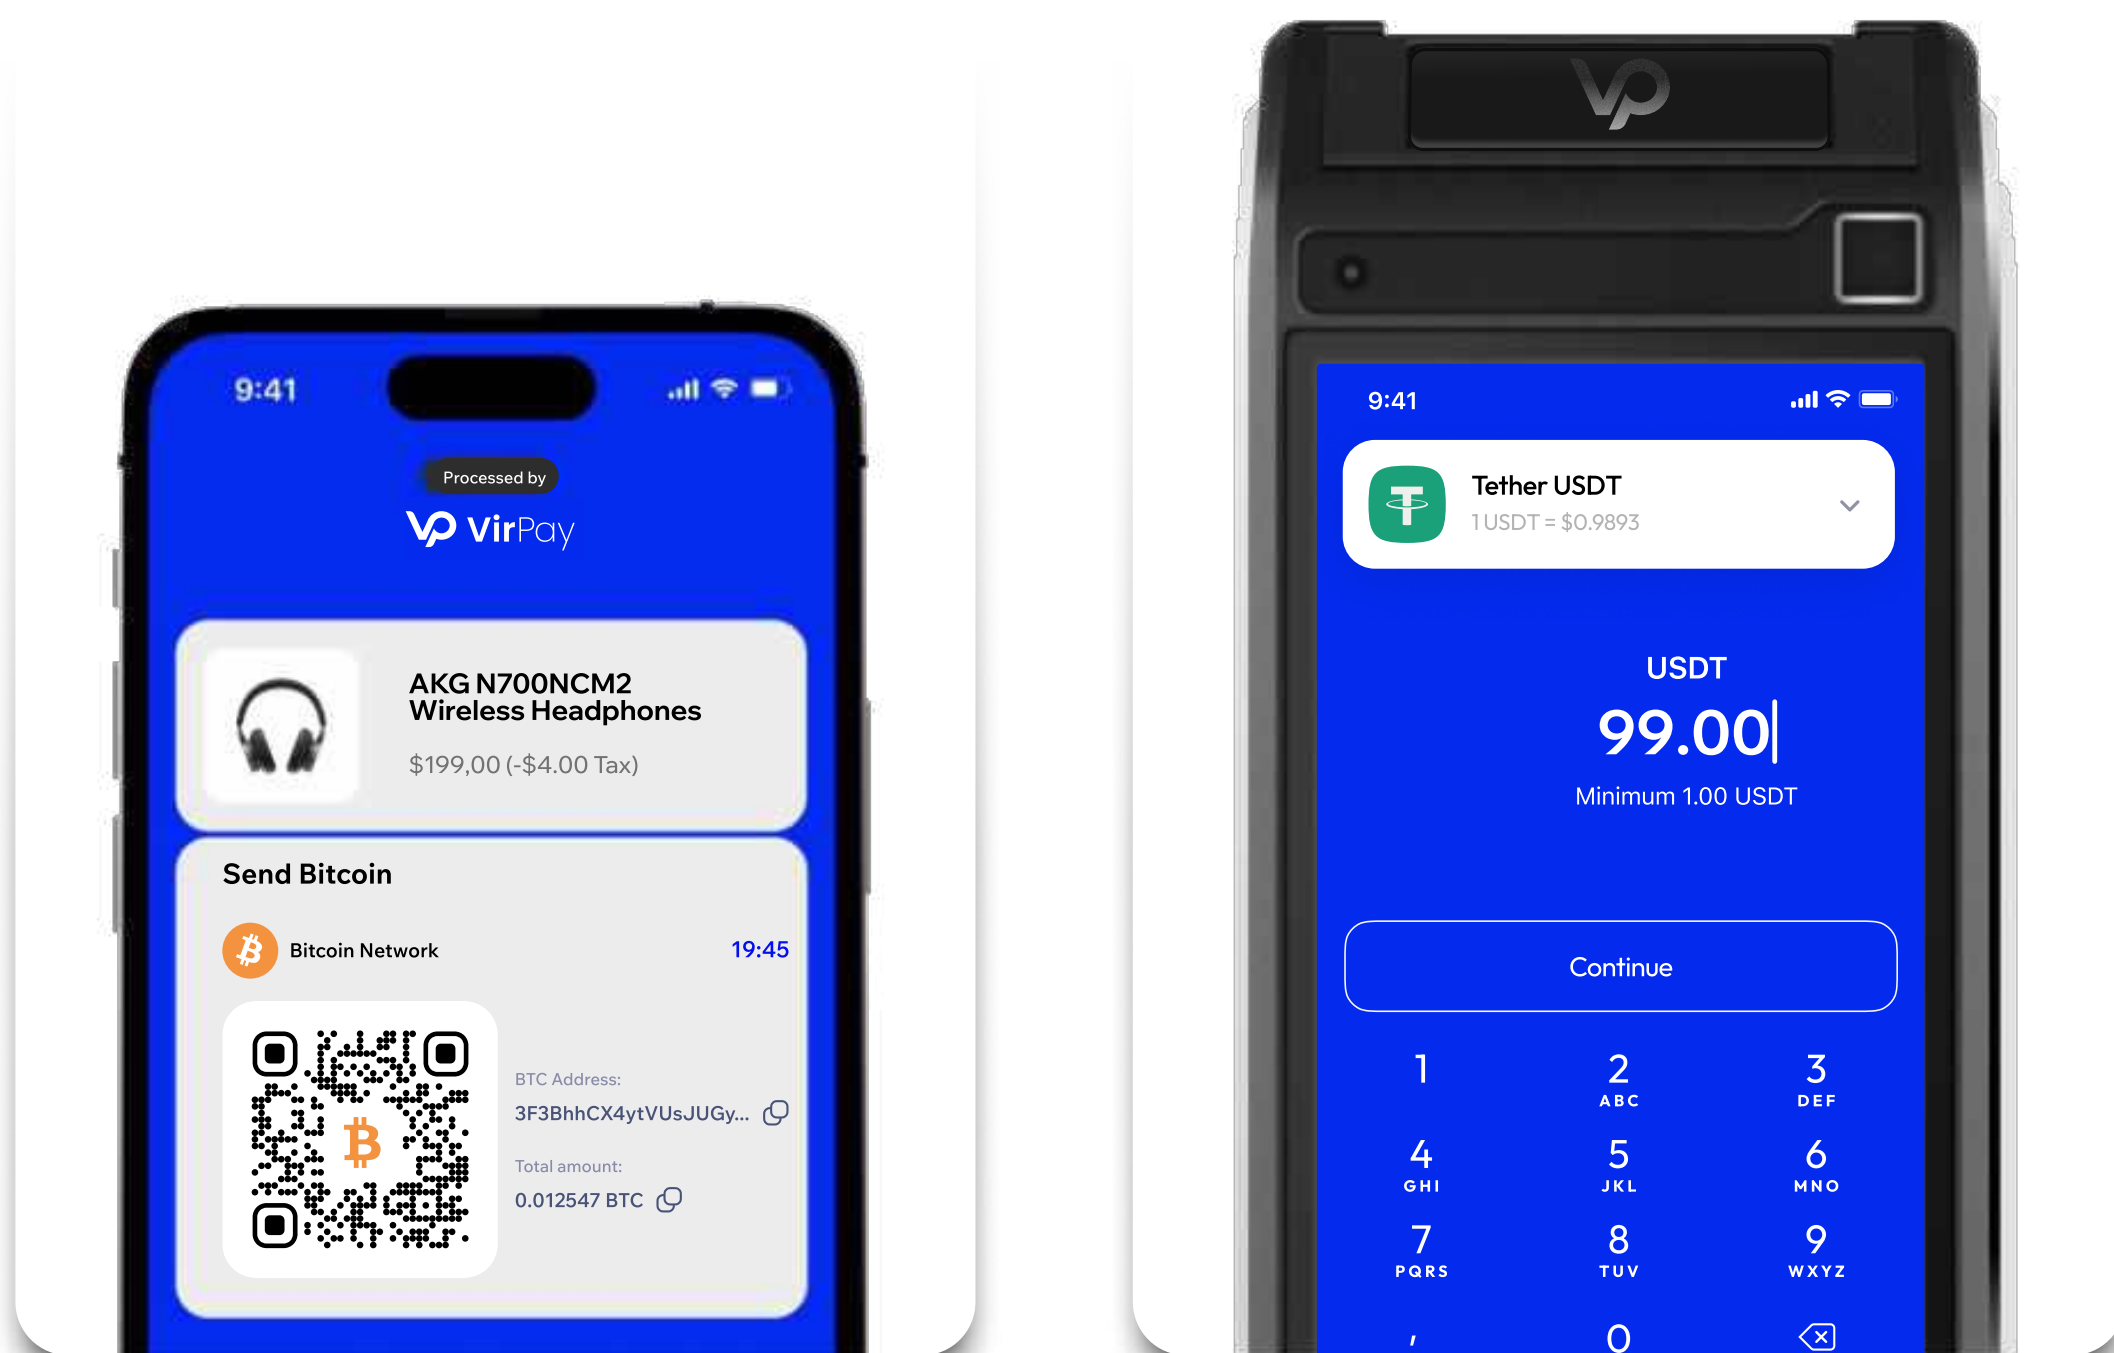 9:41
Processed by
VirPay
AKG N700NCM2
Wireless Headphones
$199,00 (-$4.00 Tax)
Send Bitcoin
Bitcoin Network
19:45
BTC Address:
3F3BhhCX4ytVUsJUGy...
Total amount:
0.012547 BTC
VP
9:41
Tether USDT
1 USDT = $0.9893
USDT
99.00
Minimum 1.00 USDT
Continue
1 2 3
ABC DEF
4 5 6
GHI JKL MNO
7 8 9
PQRS TUV WXYZ
, 0